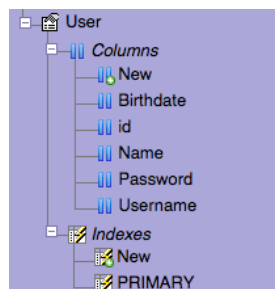 User
Columns
New
Birthdate
id
Name
Password
Username
Indexes
New
PRIMARY